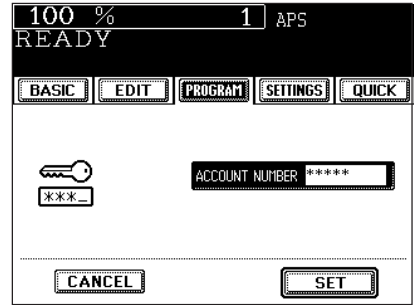 100 % 1 APS
READY
BASIC EDIT PROGRAM SETTINGS QUICK
ACCOUNT NUMBER *****
***_
CANCEL SET